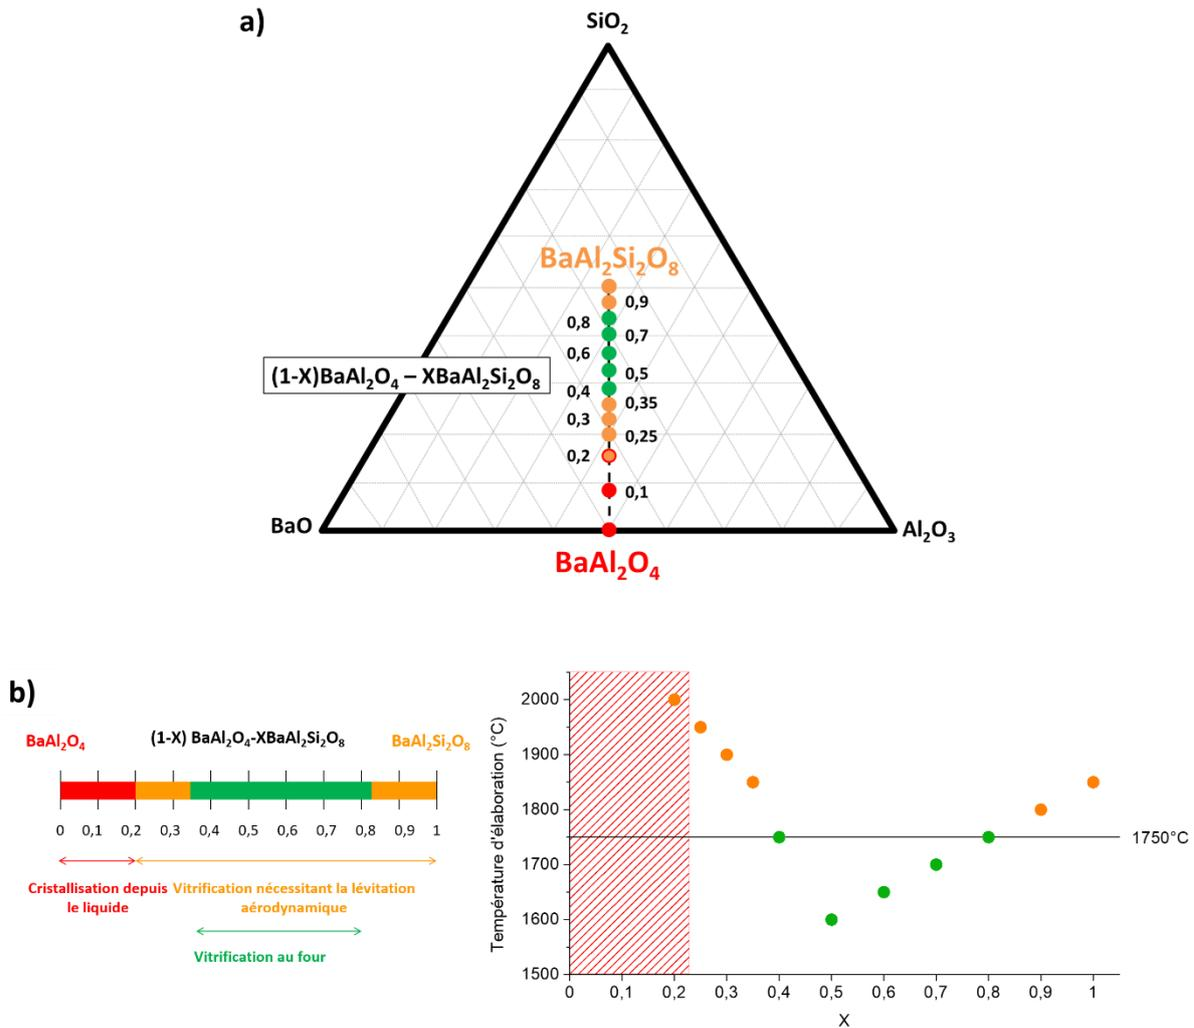 a)
SiO₂
BaAl₂Si₂O₈
0,9
0,8
0,7
0,6
(1-X)BaAl₂O₄ – XBaAl₂Si₂O₈
0,5
0,4
0,35
0,3
0,25
0,2
0,1
BaO
Al₂O₃
BaAl₂O₄
b)
BaAl₂O₄
(1-X) BaAl₂O₄-XBaAl₂Si₂O₈
BaAl₂Si₂O₈
0 0,1 0,2 0,3 0,4 0,5 0,6 0,7 0,8 0,9 1
Cristallisation depuis
le liquide
Vitrification nécessitant la lévitation
aérodynamique
Vitrification au four
Température d'élaboration (°C)
2000
1900
1800
1700
1600
1500
1750°C
0 0,1 0,2 0,3 0,4 0,5 0,6 0,7 0,8 0,9 1
X